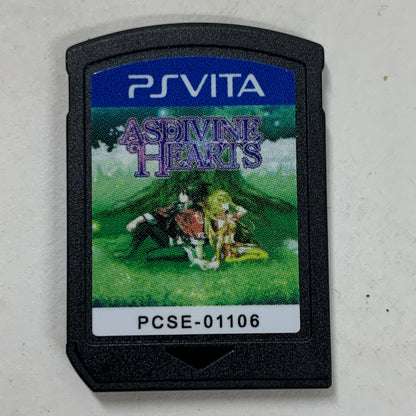 PSVITA
ASDIVINE
HEARTS
PCSE-01106